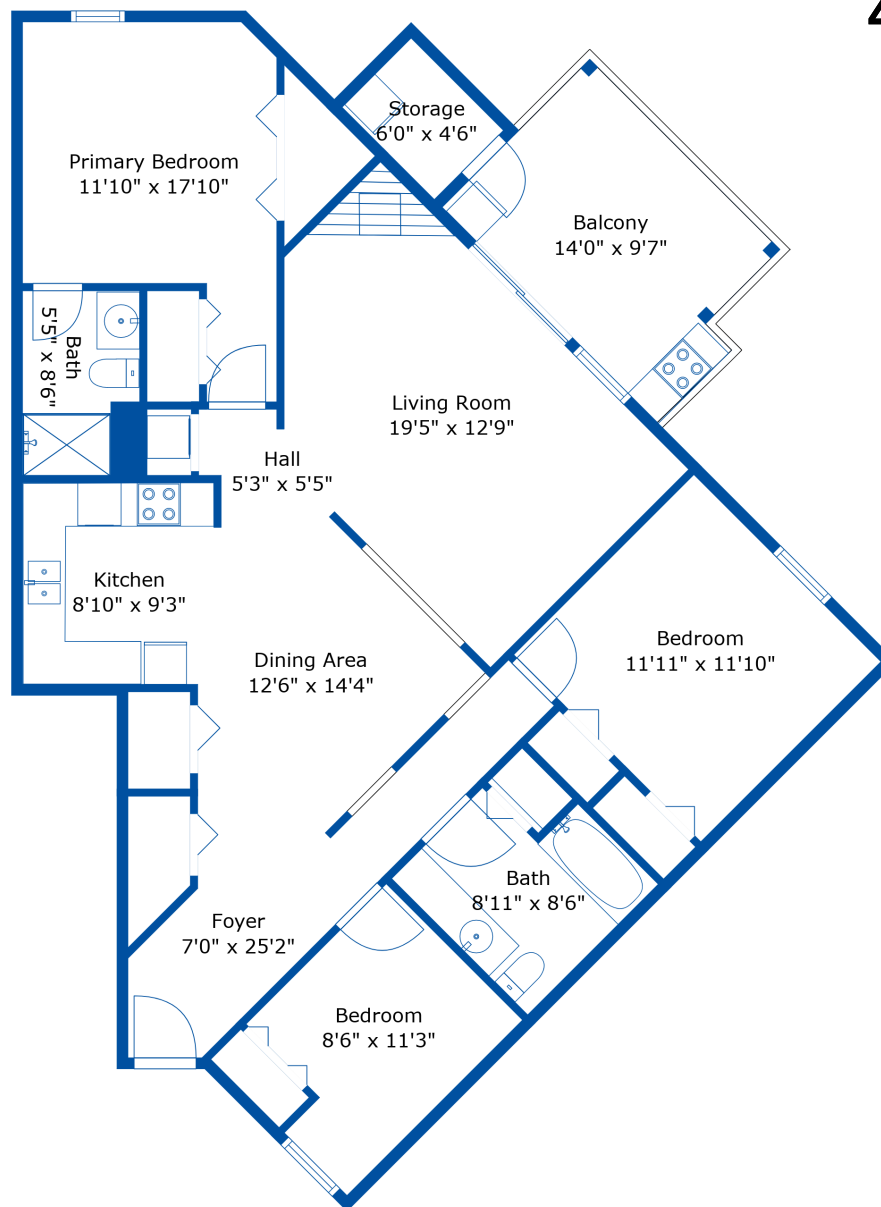 4
Storage
6'0" x 4'6"
Primary Bedroom
11'10" x 17'10"
Balcony
14'0" x 9'7"
Bath
5'5" x 8'6"
Living Room
19'5" x 12'9"
Hall
5'3" x 5'5"
Kitchen
8'10" x 9'3"
Dining Area
12'6" x 14'4"
Bedroom
11'11" x 11'10"
Bath
8'11" x 8'6"
Foyer
7'0" x 25'2"
Bedroom
8'6" x 11'3"